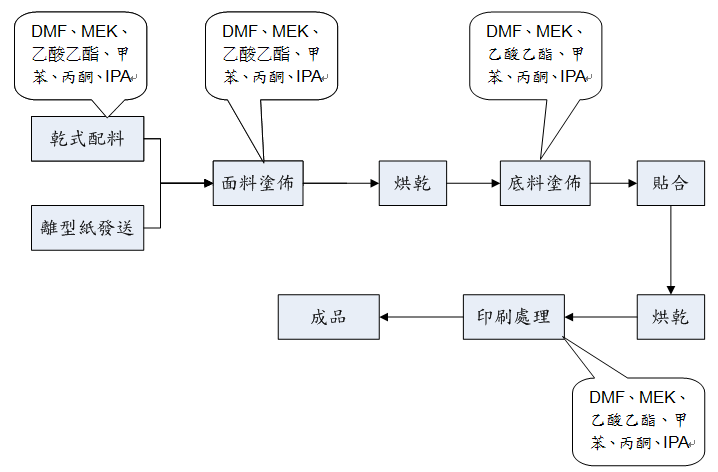 DMF、MEK、
乙酸乙酯、甲
苯、丙酮、IPA
DMF、MEK、
乙酸乙酯、甲
苯、丙酮、IPA
DMF、MEK、
乙酸乙酯、甲
苯、丙酮、IPA
乾式配料
面料塗佈
烘乾
底料塗佈
貼合
離型紙發送
成品
印刷處理
烘乾
DMF、MEK、
乙酸乙酯、甲
苯、丙酮、IPA